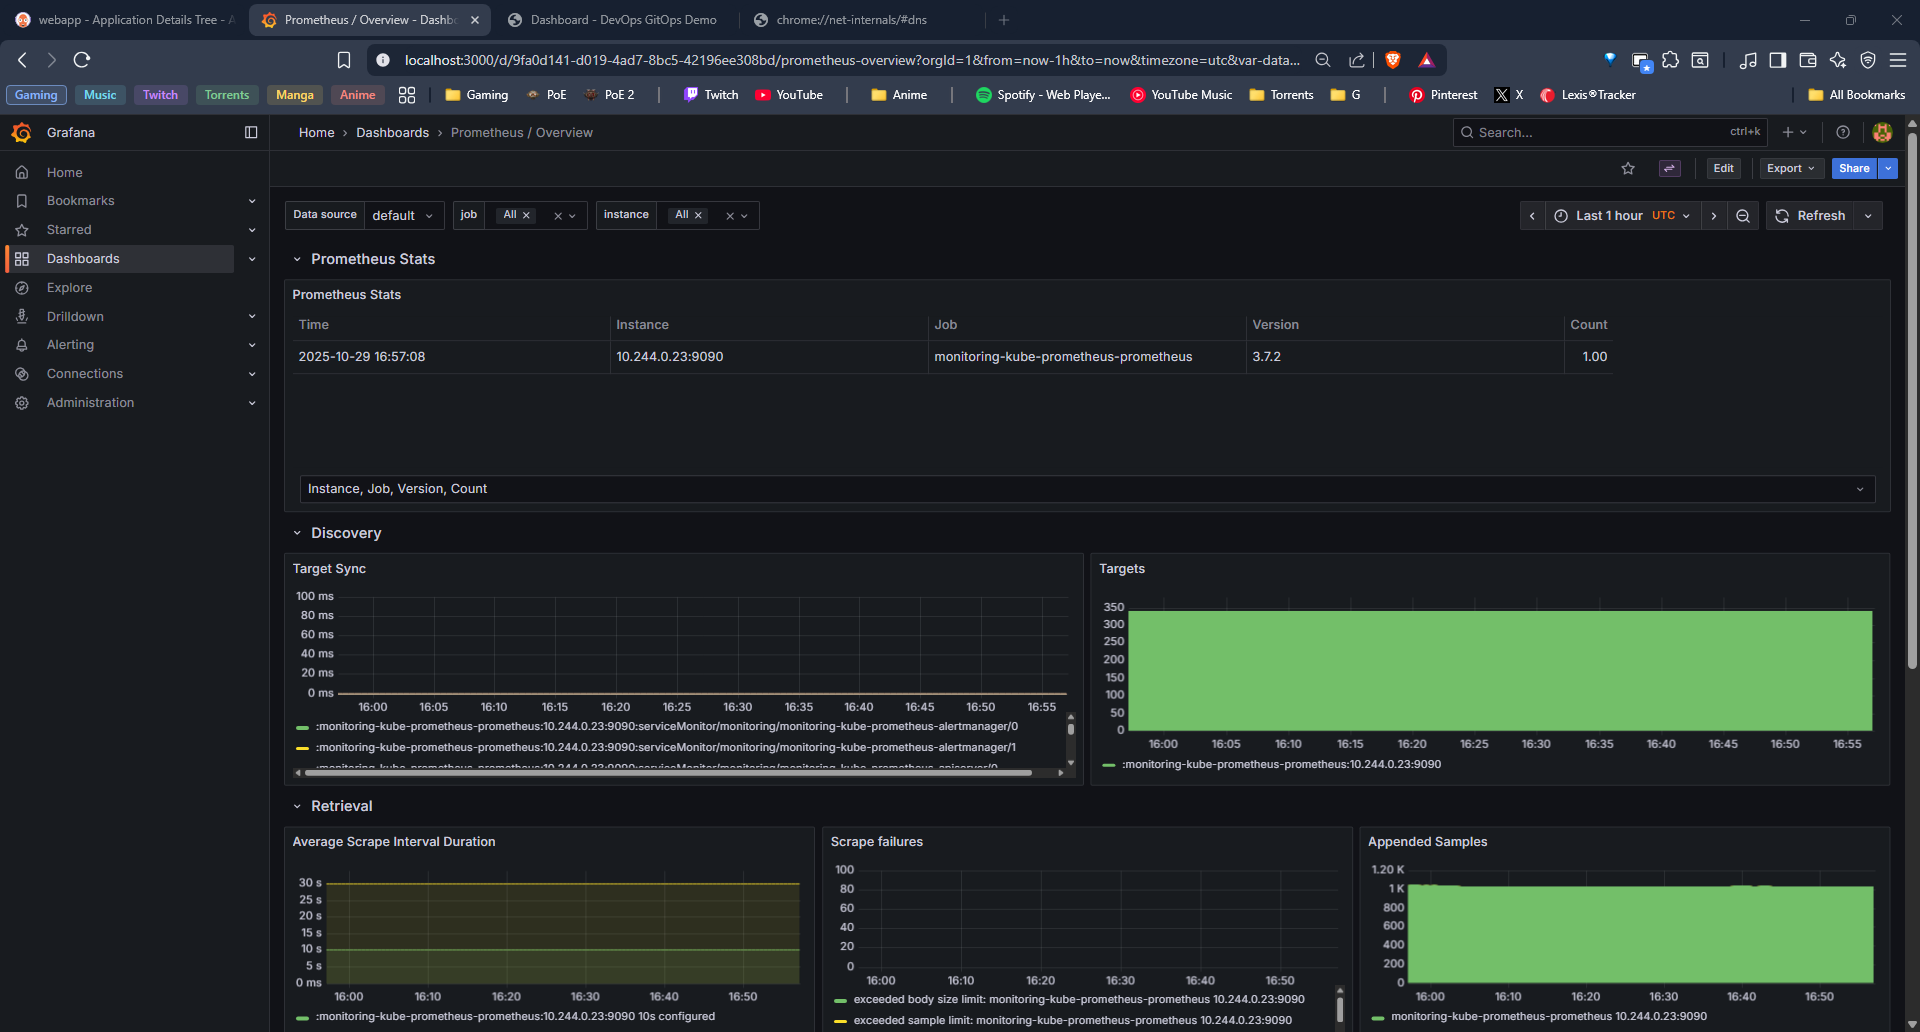 webapp - Application Details Tree - A
Prometheus / Overview - Dashbo
Dashboard - DevOps GitOps Demo
chrome://net-internals/#dns
localhost:3000/d/9fa0d141-d019-4ad7-8bc5-42196ee308bd/prometheus-overview?orgId=1&from=now-1h&to=now&timezone=utc&var-data...
Gaming Music Twitch Torrents Manga Anime Gaming PoE PoE 2 | Twitch YouTube | Anime | Spotify - Web Playe... YouTube Music Torrents G | Pinterest X Lexis®Tracker All Bookmarks
Grafana
Home › Dashboards › Prometheus / Overview
Search... ctrl+k
Home
Bookmarks
Starred
Dashboards
Explore
Drilldown
Alerting
Connections
Administration
Edit Export Share
Data source default job All instance All
Last 1 hour UTC Refresh
Prometheus Stats
Prometheus Stats
Time Instance Job Version Count
2025-10-29 16:57:08 10.244.0.23:9090 monitoring-kube-prometheus-prometheus 3.7.2 1.00
Instance, Job, Version, Count
Discovery
Target Sync
100 ms
80 ms
60 ms
40 ms
20 ms
0 ms
16:00 16:05 16:10 16:15 16:20 16:25 16:30 16:35 16:40 16:45 16:50 16:55
:monitoring-kube-prometheus-prometheus:10.244.0.23:9090:serviceMonitor/monitoring/monitoring-kube-prometheus-alertmanager/0
:monitoring-kube-prometheus-prometheus:10.244.0.23:9090:serviceMonitor/monitoring/monitoring-kube-prometheus-alertmanager/1
:monitoring-kube-prometheus-prometheus:10.244.0.23:9090:serviceMonitor/monitoring/monitoring-kube-prometheus-apiserver/0
Targets
350
300
250
200
150
100
50
0
16:00 16:05 16:10 16:15 16:20 16:25 16:30 16:35 16:40 16:45 16:50 16:55
:monitoring-kube-prometheus-prometheus:10.244.0.23:9090
Retrieval
Average Scrape Interval Duration
30 s
25 s
20 s
15 s
10 s
5 s
0 ms
16:00 16:10 16:20 16:30 16:40 16:50
:monitoring-kube-prometheus-prometheus:10.244.0.23:9090 10s configured
Scrape failures
100
80
60
40
20
0
16:00 16:10 16:20 16:30 16:40 16:50
exceeded body size limit: monitoring-kube-prometheus-prometheus 10.244.0.23:9090
exceeded sample limit: monitoring-kube-prometheus-prometheus 10.244.0.23:9090
Appended Samples
1.20 K
1 K
800
600
400
200
0
16:00 16:10 16:20 16:30 16:40 16:50
monitoring-kube-prometheus-prometheus 10.244.0.23:9090